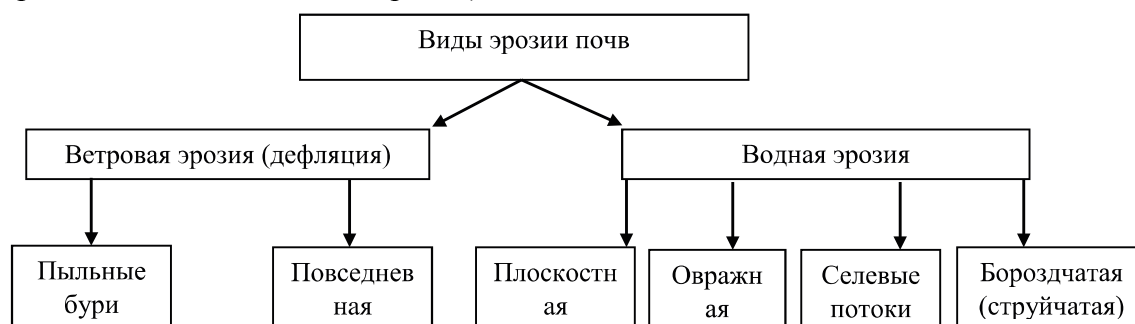 Виды эрозии почв
Ветровая эрозия (дефляция)
Водная эрозия
Пыльные
бури
Повседнев
ная
Плоскостн
ая
Овражн
ая
Селевые
потоки
Бороздчатая
(струйчатая)